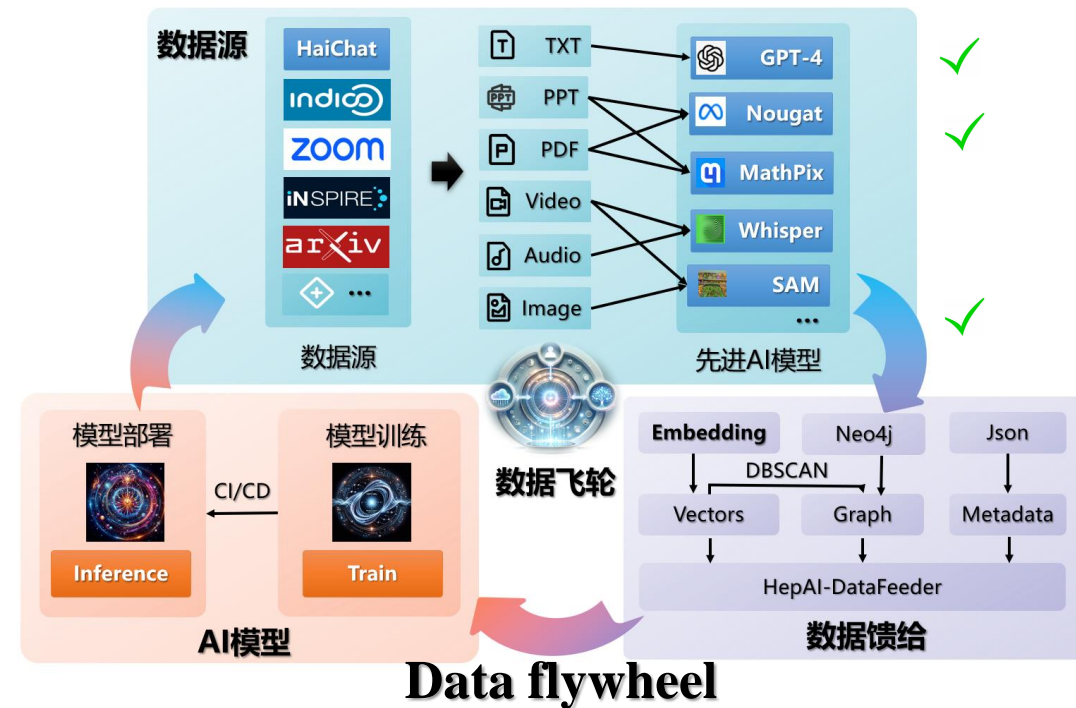 数据源
HaiChat
indico
zoom
iNSPIRE
arXiv
...
数据源
TXT
PPT
PDF
Video
Audio
Image
GPT-4
Nougat
MathPix
Whisper
SAM
...
先进AI模型
模型部署
Inference
CI/CD
模型训练
Train
AI模型
数据飞轮
Embedding
Neo4j
Json
DBSCAN
Vectors
Graph
Metadata
HepAI-DataFeeder
数据馈给
Data flywheel